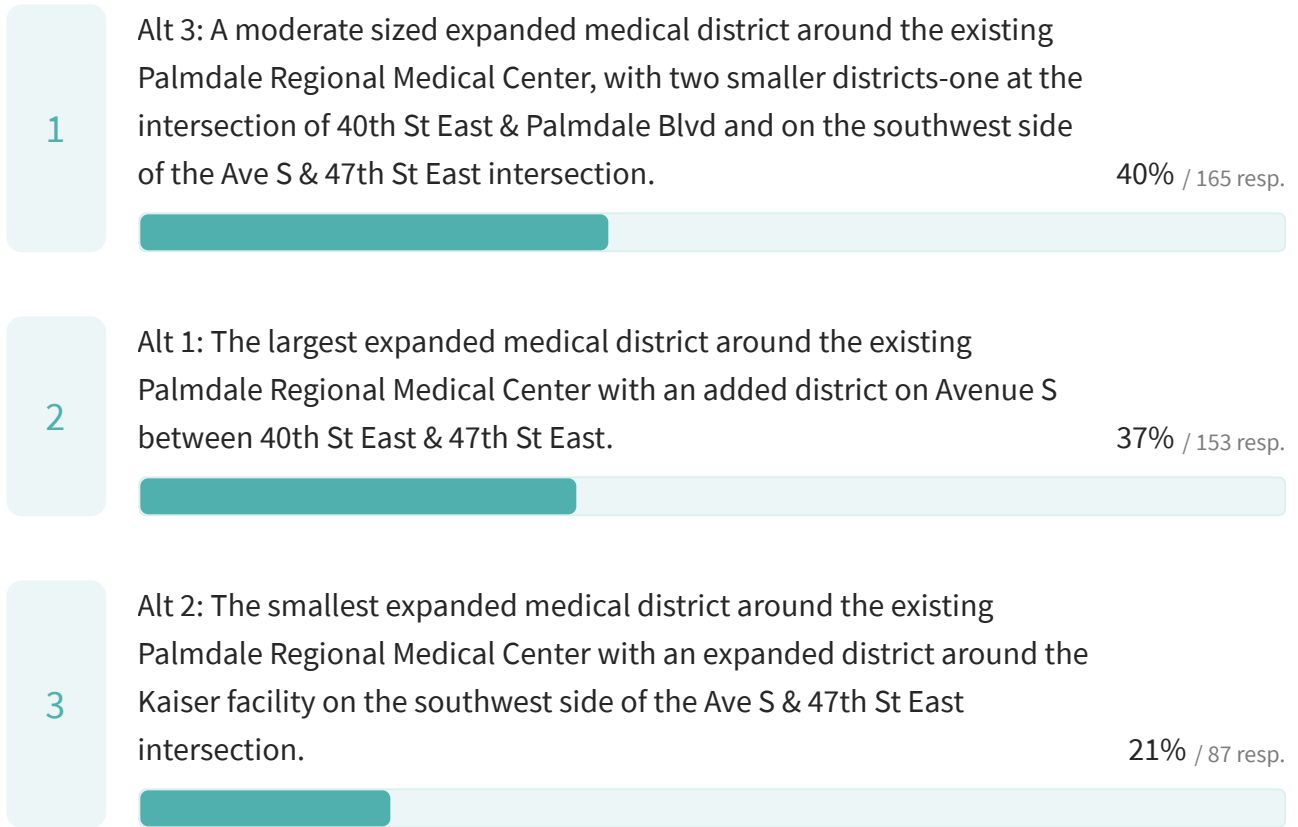 Alt 3: A moderate sized expanded medical district around the existing
Palmdale Regional Medical Center, with two smaller districts-one at the
1
intersection of 40th St East & Palmdale Blvd and on the southwest side
of the Ave S & 47th St East intersection.
40% / 165 resp.
Alt 1: The largest expanded medical district around the existing
Palmdale Regional Medical Center with an added district on Avenue S
2
between 40th St East & 47th St East.
37% / 153 resp.
Alt 2: The smallest expanded medical district around the existing
Palmdale Regional Medical Center with an expanded district around the
3
Kaiser facility on the southwest side of the Ave S & 47th St East
intersection.
21% / 87 resp.